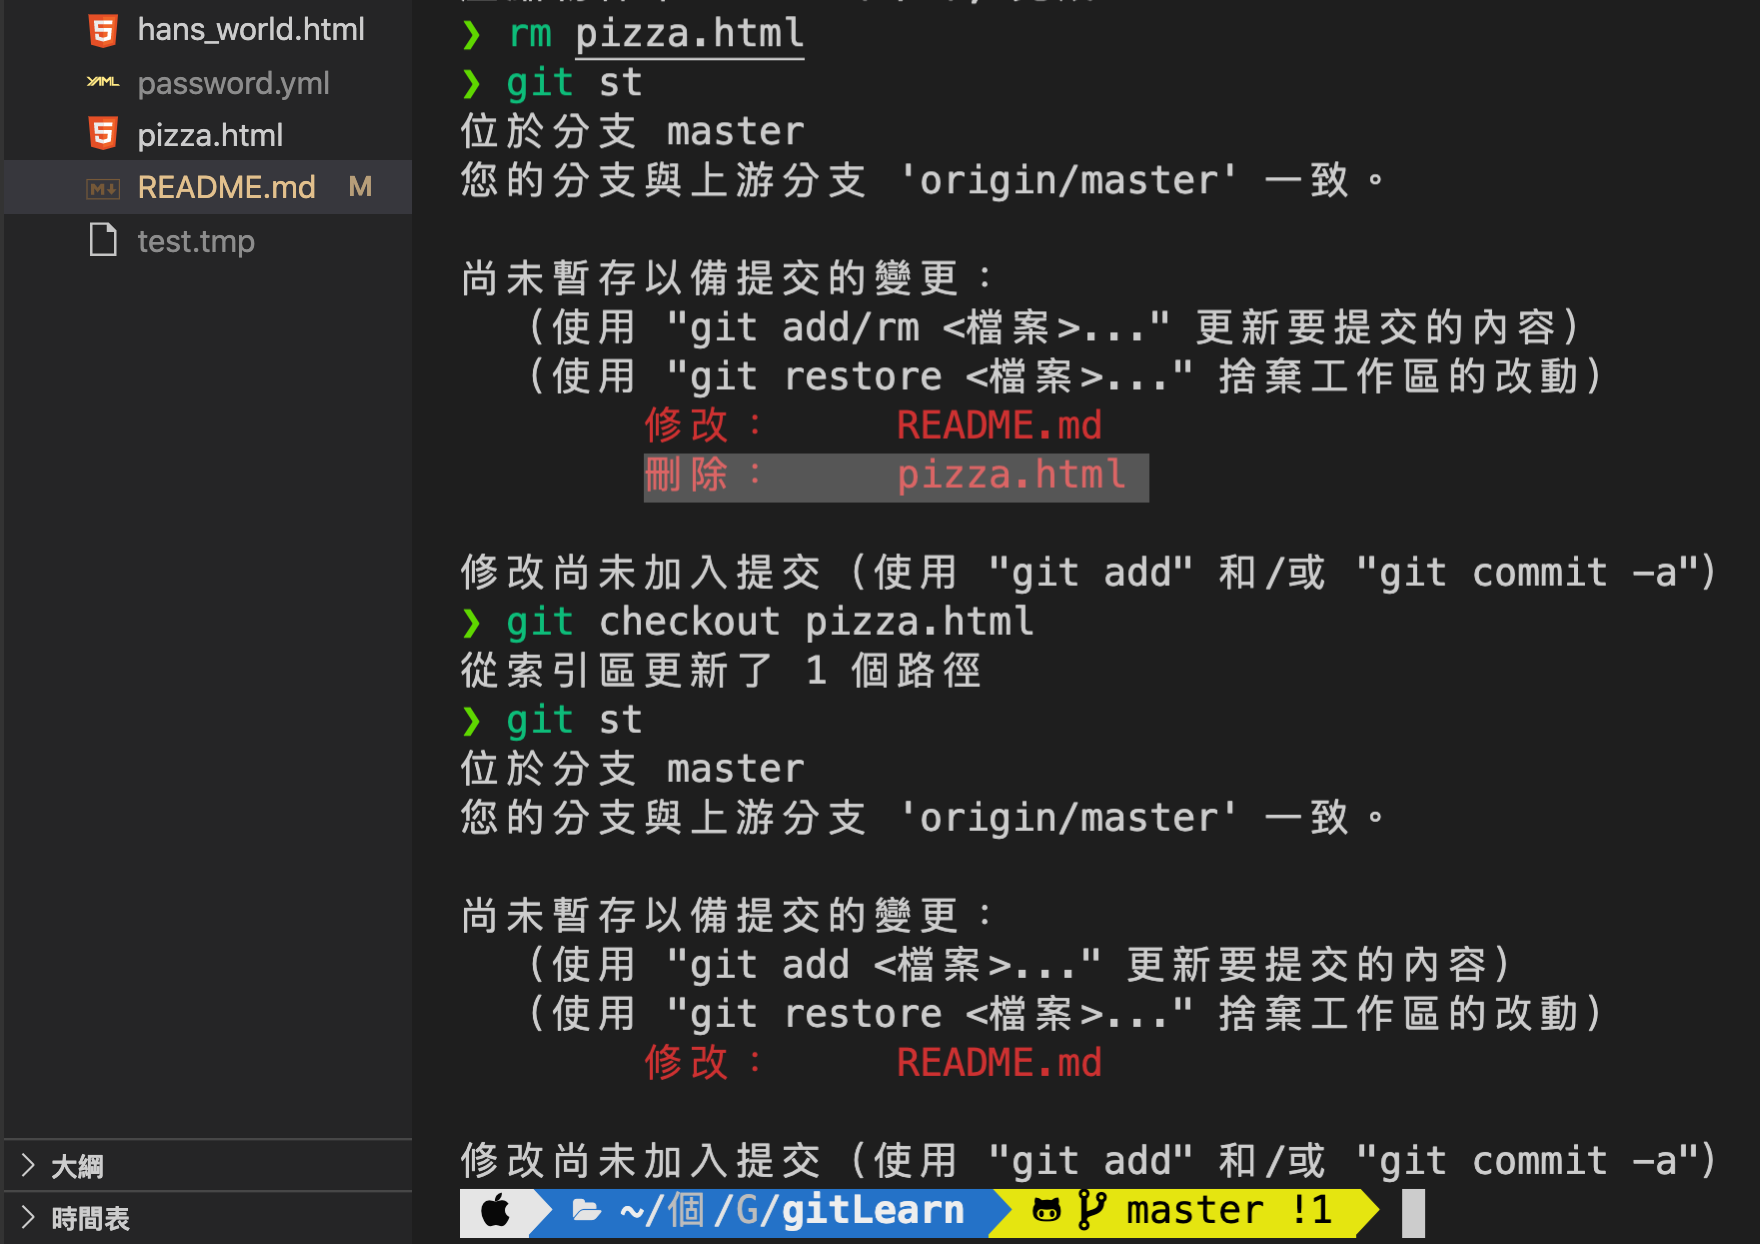 hans_world.html
password.yml
pizza.html
README.md M
test.tmp
大綱
時間表
❯ rm pizza.html
❯ git st
位於分支 master
您的分支與上游分支 'origin/master' 一致。
尚未暫存以備提交的變更：
(使用 "git add/rm <檔案>..." 更新要提交的內容)
(使用 "git restore <檔案>..." 捨棄工作區的改動)
修改： README.md
刪除： pizza.html
修改尚未加入提交 (使用 "git add" 和/或 "git commit -a")
❯ git checkout pizza.html
從索引區更新了 1 個路徑
❯ git st
位於分支 master
您的分支與上游分支 'origin/master' 一致。
尚未暫存以備提交的變更：
(使用 "git add <檔案>..." 更新要提交的內容)
(使用 "git restore <檔案>..." 捨棄工作區的改動)
修改： README.md
修改尚未加入提交 (使用 "git add" 和/或 "git commit -a")
~/個/G/gitLearn master !1